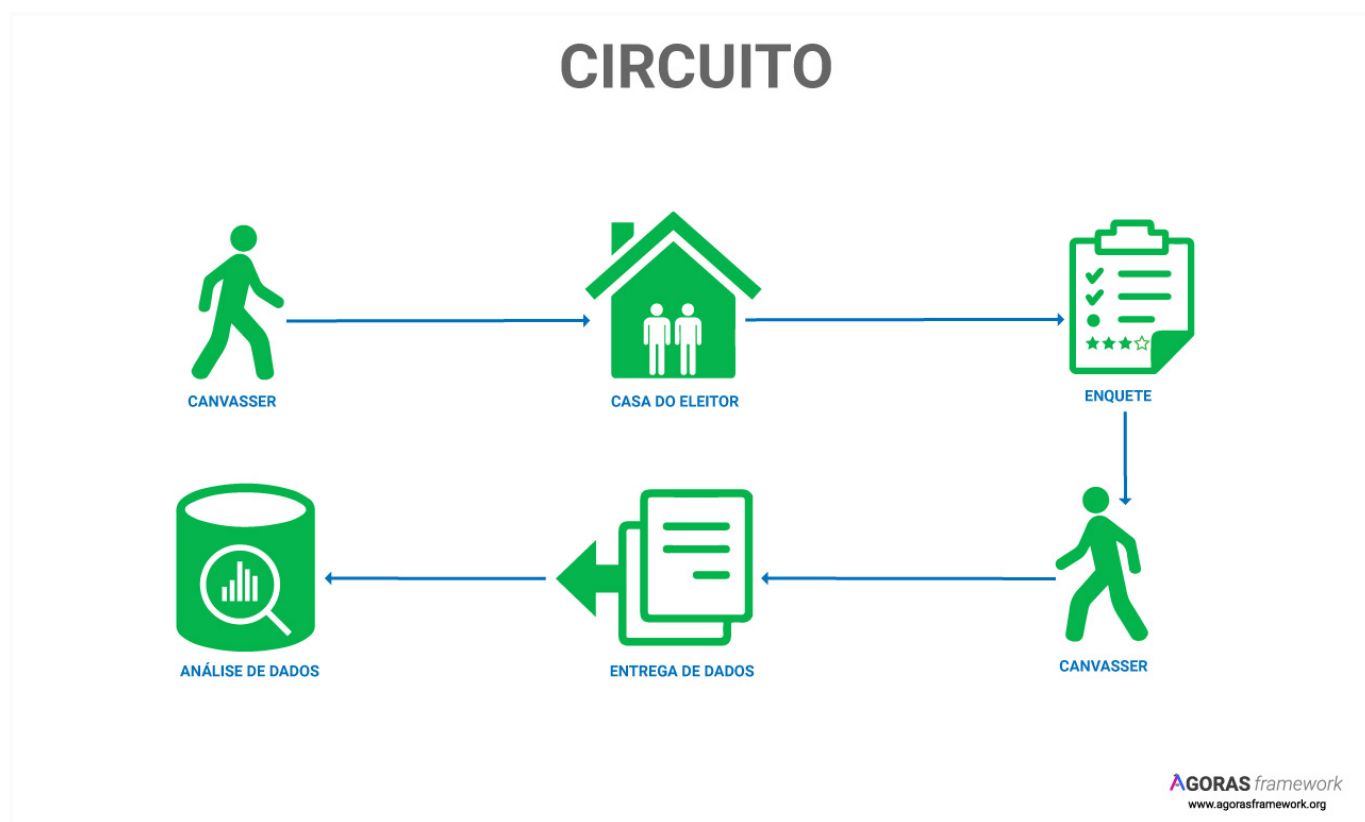 CIRCUITO
CANVASSER
CASA DO ELEITOR
ENQUETE
ANÁLISE DE DADOS
ENTREGA DE DADOS
CANVASSER
AGORAS framework
www.agorasframework.org